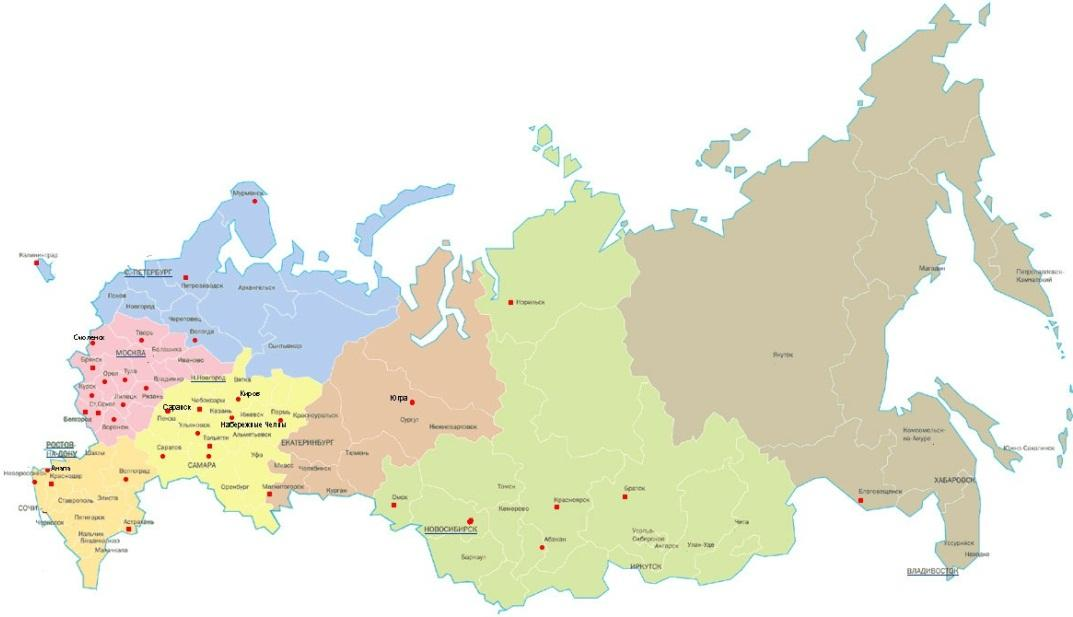 Мурманск
Калининград
С.-ПЕТЕРБУРГ
Петрозаводск
Архангельск
Псков
Новгород
Череповец
Вологда
Сыктывкар
Норильск
Магадан
Петропавловск-
Камчатский
Якутск
Смоленск
Тверь
МОСКВА
Балашиха
Иваново
Брянск
Орел
Тула
Владимир
Н.Новгород
Вятка
Курск
Липецк
Рязань
Ст.Оскол
Белгород
Воронеж
Киров
Чебоксары
Саранск
Казань
Ижевск
Пермь
Красноуральск
Пенза
Набережные Челны
Ульяновск
Тольятти
Альметьевск
Саратов
САМАРА
Уфа
Оренбург
Югра
Сургут
Нижневартовск
ЕКАТЕРИНБУРГ
Тюмень
Миасс
Челябинск
Магнитогорск
Курган
РОСТОВ-
НА-ДОНУ
Шахты
Анапа
Новороссийск
Краснодар
Волгоград
СОЧИ
Ставрополь
Элиста
Черкесск
Пятигорск
Астрахань
Нальчик
Владикавказ
Махачкала
Омск
Томск
Кемерово
Красноярск
Братск
НОВОСИБИРСК
Барнаул
Абакан
Усолье-
Сибирское
Ангарск
Улан-Удэ
Чита
ИРКУТСК
Благовещенск
Комсомольск-
на-Амуре
Южно-Сахалинск
ХАБАРОВСК
Уссурийск
Находка
ВЛАДИВОСТОК